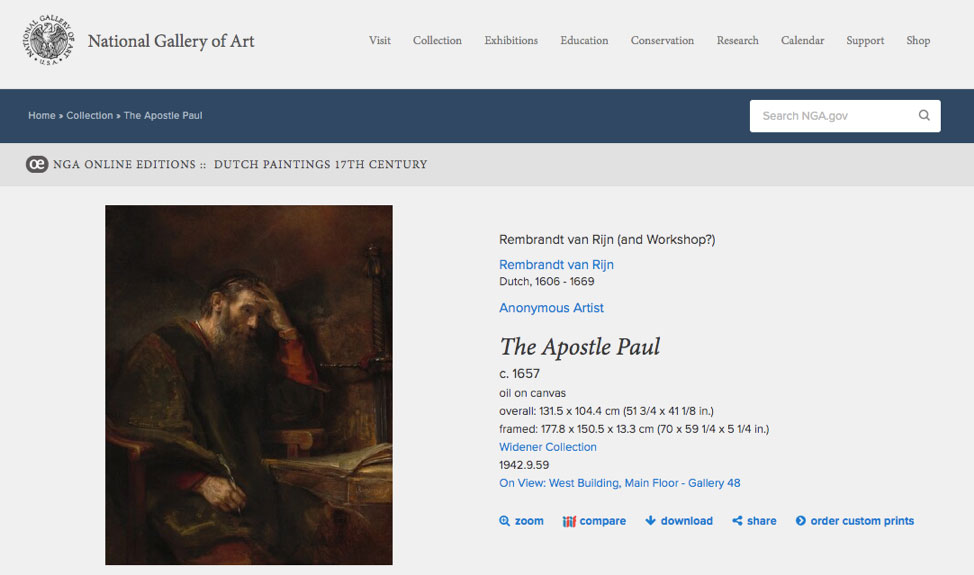 NATIONAL GALLERY OF ART
U.S.A.
National Gallery of Art
Visit Collection Exhibitions Education Conservation Research Calendar Support Shop
Home » Collection » The Apostle Paul
Search NGA.gov
œ NGA ONLINE EDITIONS :: DUTCH PAINTINGS 17TH CENTURY
Rembrandt van Rijn (and Workshop?)
Rembrandt van Rijn
Dutch, 1606 - 1669
Anonymous Artist
The Apostle Paul
c. 1657
oil on canvas
overall: 131.5 x 104.4 cm (51 3/4 x 41 1/8 in.)
framed: 177.8 x 150.5 x 13.3 cm (70 x 59 1/4 x 5 1/4 in.)
Widener Collection
1942.9.59
On View: West Building, Main Floor - Gallery 48
zoom compare download share order custom prints